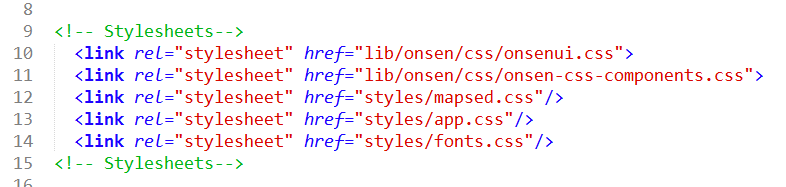 8
9 <!-- Stylesheets-->
10 <link rel="stylesheet" href="lib/onsen/css/onsenui.css">
11 <link rel="stylesheet" href="lib/onsen/css/onsen-css-components.css">
12 <link rel="stylesheet" href="styles/mapsed.css"/>
13 <link rel="stylesheet" href="styles/app.css"/>
14 <link rel="stylesheet" href="styles/fonts.css"/>
15 <!-- Stylesheets-->
16